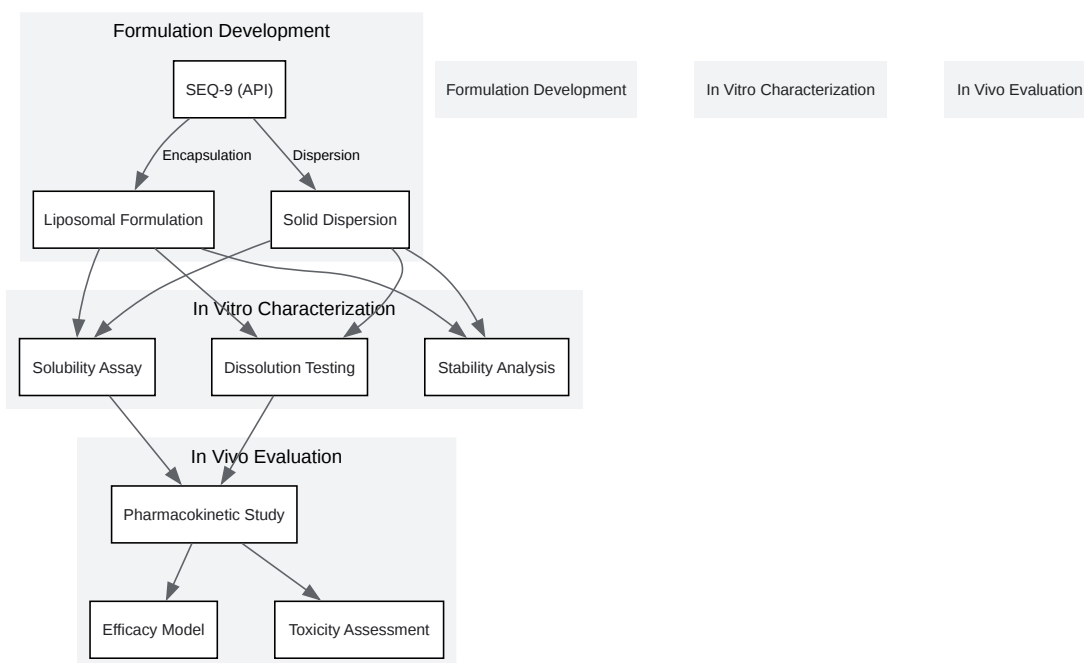 Formulation Development
SEQ-9 (API)
Formulation Development
In Vitro Characterization
In Vivo Evaluation
Encapsulation
Dispersion
Liposomal Formulation
Solid Dispersion
In Vitro Characterization
Solubility Assay
Dissolution Testing
Stability Analysis
In Vivo Evaluation
Pharmacokinetic Study
Efficacy Model
Toxicity Assessment